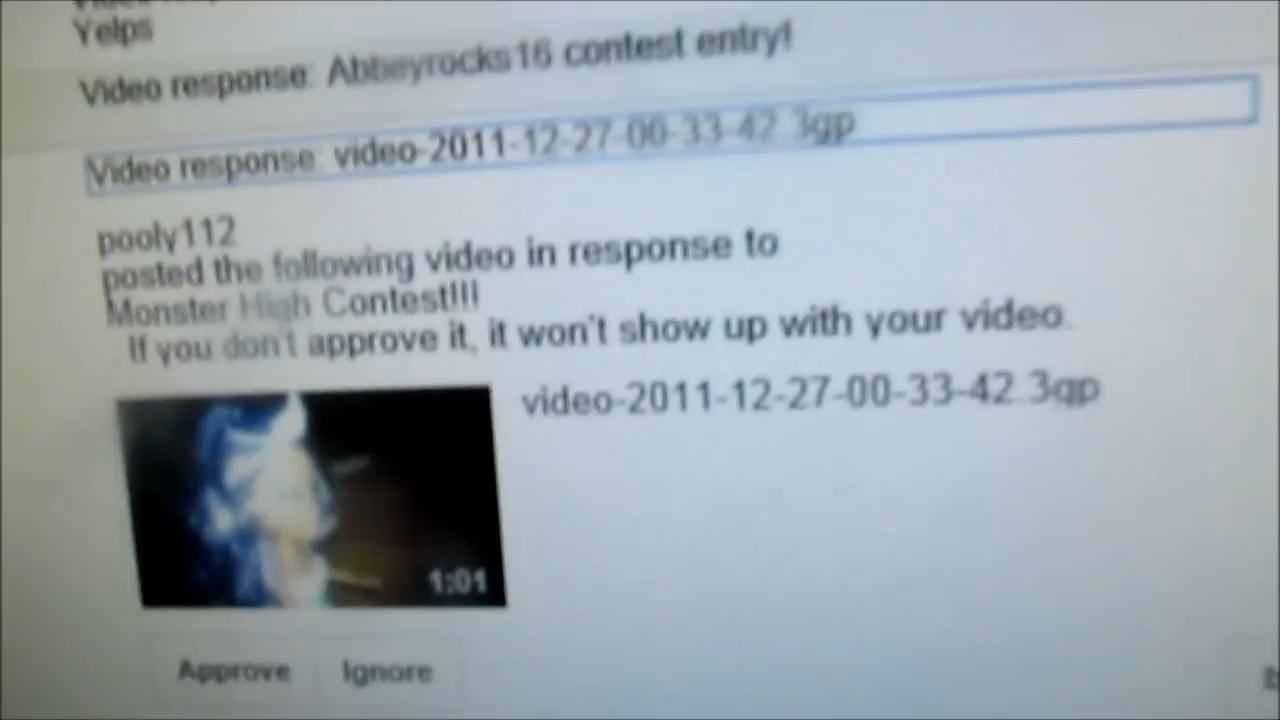 Yelps
Video response: Abbeyrocks16 contest entry!
Video response: video-2011-12-27-00-33-42.3gp
pooly112
posted the following video in response to
Monster High Contest!!!
If you don't approve it, it won't show up with your video.
video-2011-12-27-00-33-42.3gp
1:01
Approve Ignore